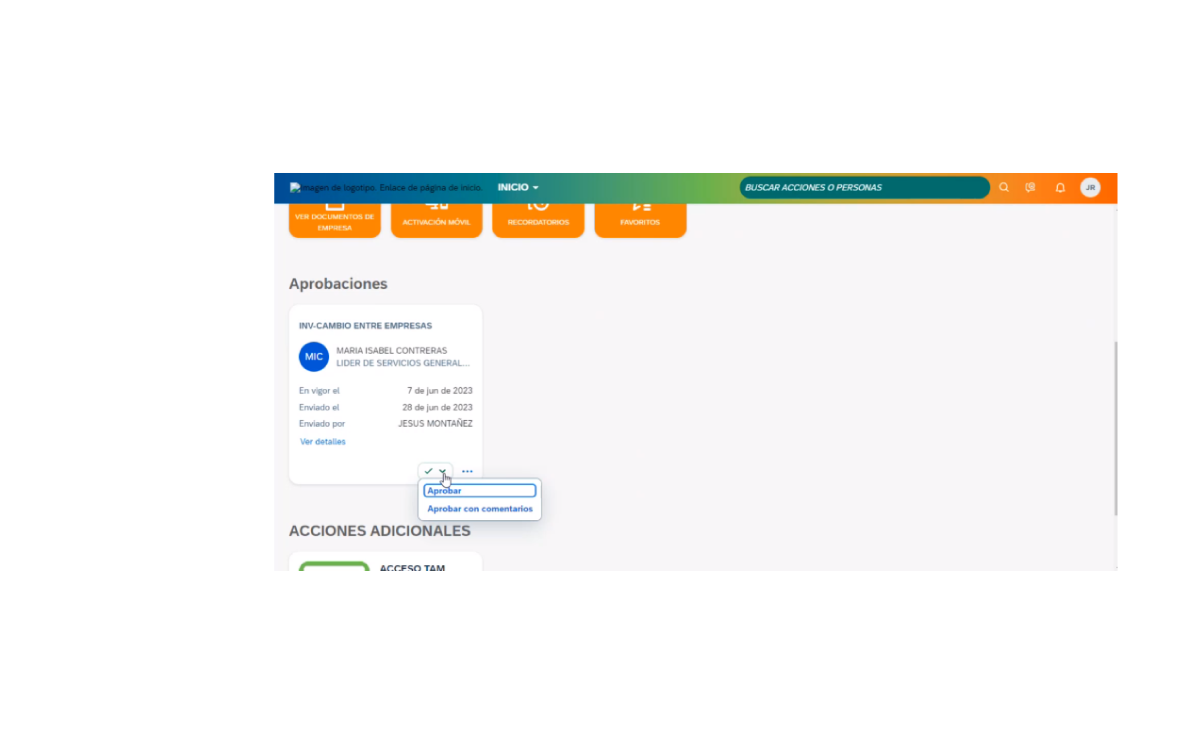 Imagen de logotipo. Enlace de página de inicio.
INICIO
BUSCAR ACCIONES O PERSONAS
JR
VER DOCUMENTOS DE
EMPRESA
ACTIVACIÓN MÓVIL
RECORDATORIOS
FAVORITOS
Aprobaciones
INV-CAMBIO ENTRE EMPRESAS
MIC
MARIA ISABEL CONTRERAS
LIDER DE SERVICIOS GENERAL...
En vigor el 7 de jun de 2023
Enviado el 28 de jun de 2023
Enviado por JESUS MONTAÑEZ
Ver detalles
Aprobar
Aprobar con comentarios
ACCIONES ADICIONALES
ACCESO TAM